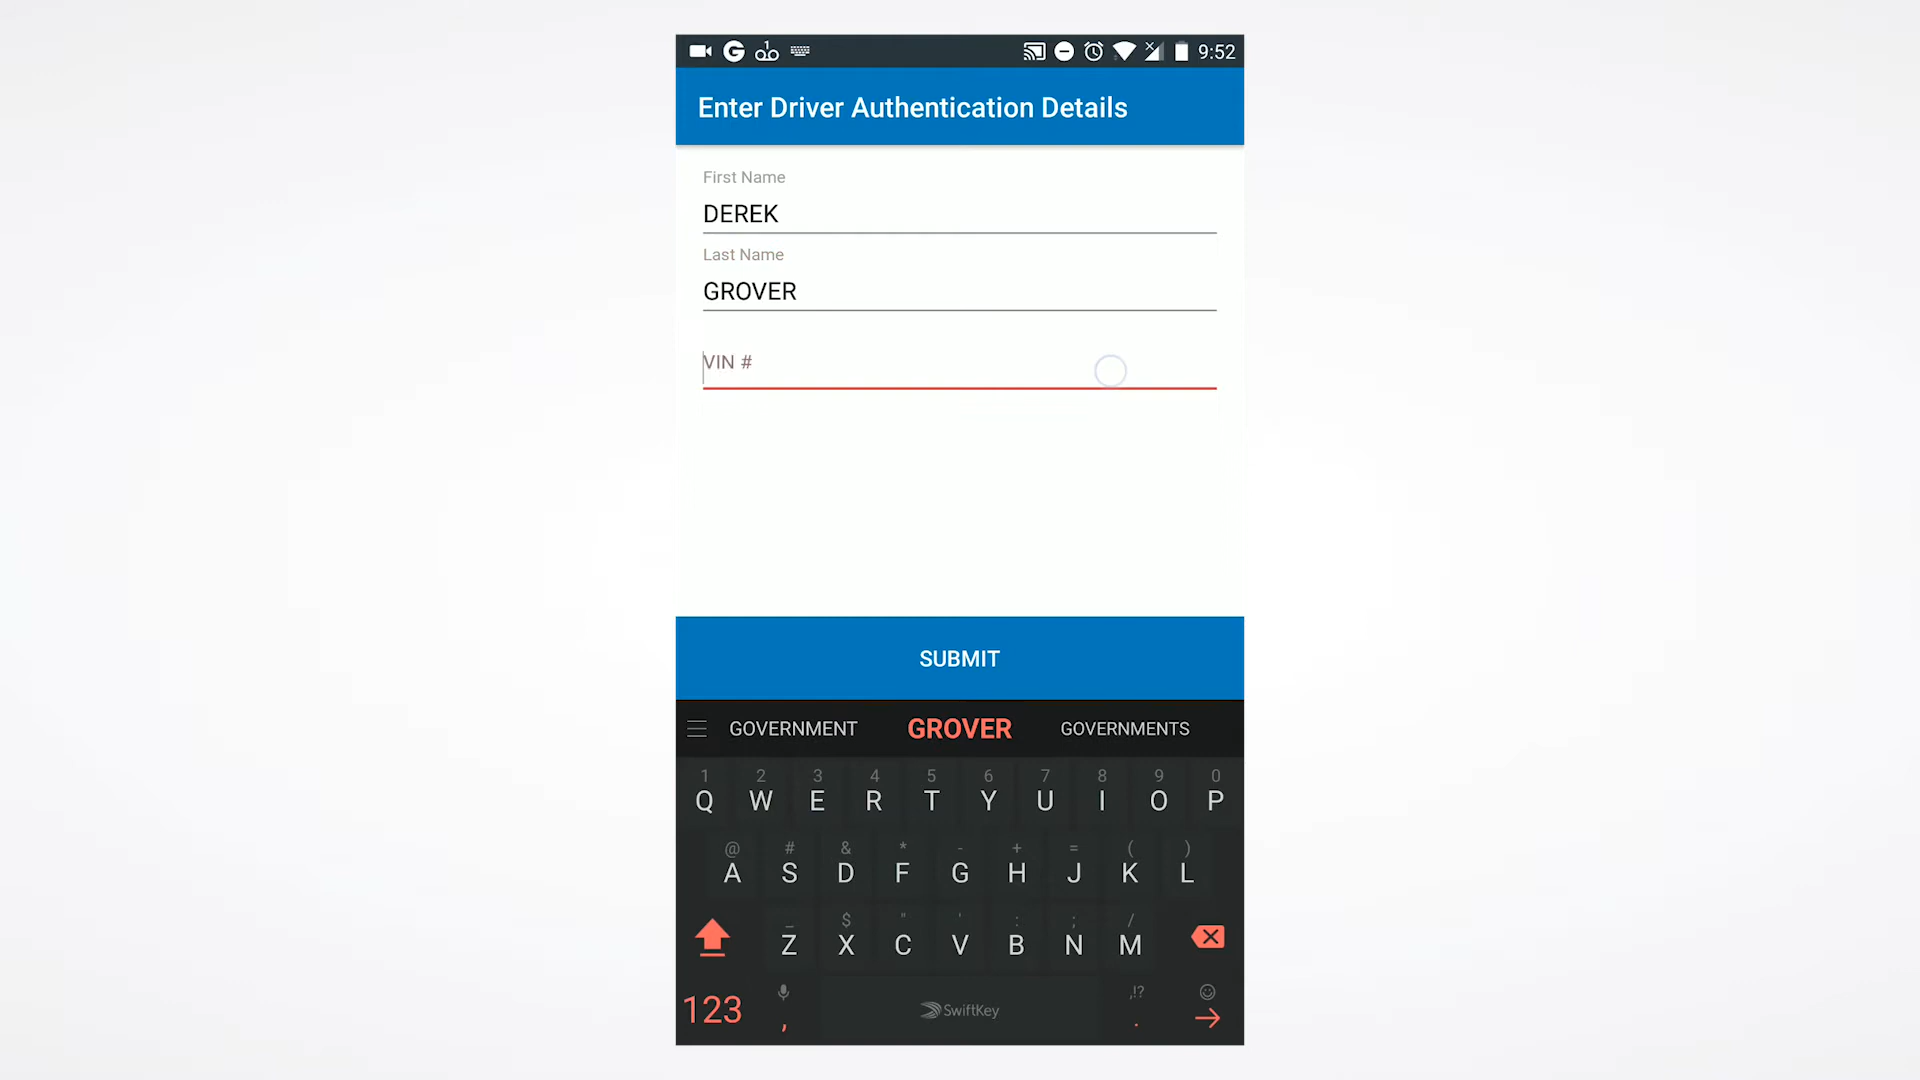 9:52
Enter Driver Authentication Details
First Name
DEREK
Last Name
GROVER
VIN #
SUBMIT
GOVERNMENT GROVER GOVERNMENTS
1 2 3 4 5 6 7 8 9 0
Q W E R T Y U I O P
@ # & * - + = ( )
A S D F G H J K L
_ $ " ' : ; /
Z X C V B N M
,!?
123 , SwiftKey .